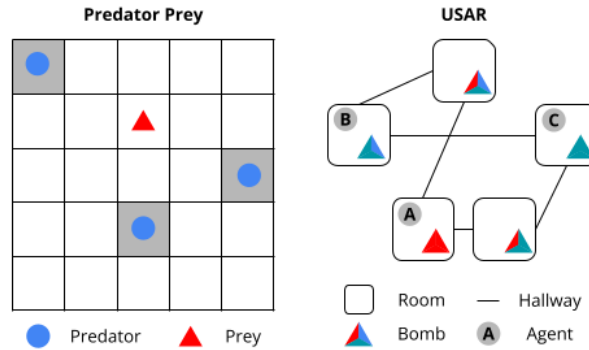 Predator Prey
USAR
B
C
A
Room
Hallway
Predator
Prey
Bomb
A
Agent